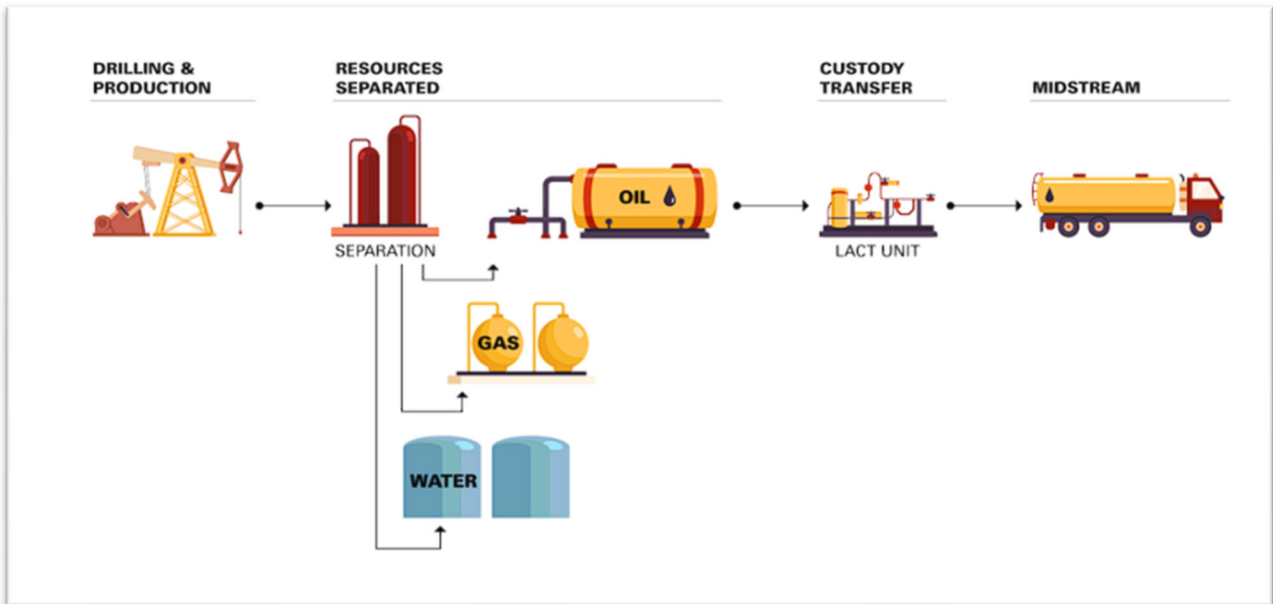 DRILLING &
PRODUCTION
RESOURCES
SEPARATED
CUSTODY
TRANSFER
MIDSTREAM
OIL
SEPARATION
LACT UNIT
GAS
WATER